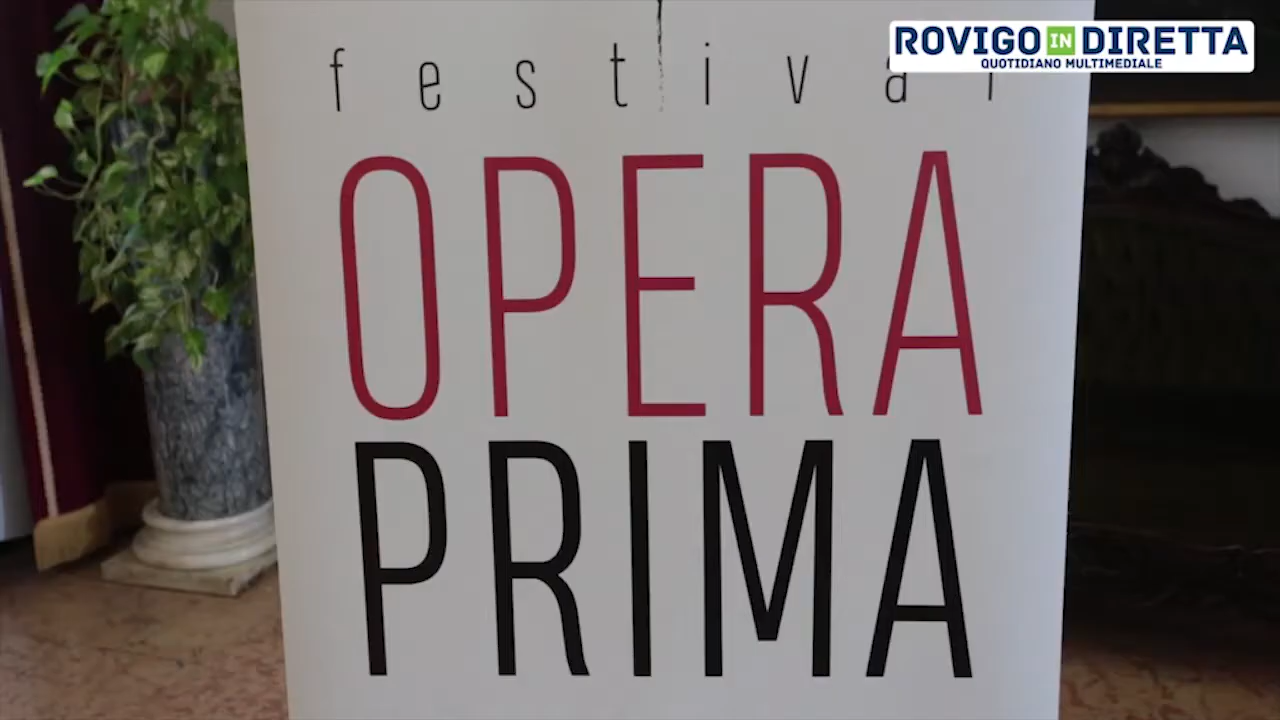 ROVIGO IN DIRETTA
QUOTIDIANO MULTIMEDIALE
festival
OPERA
PRIMA